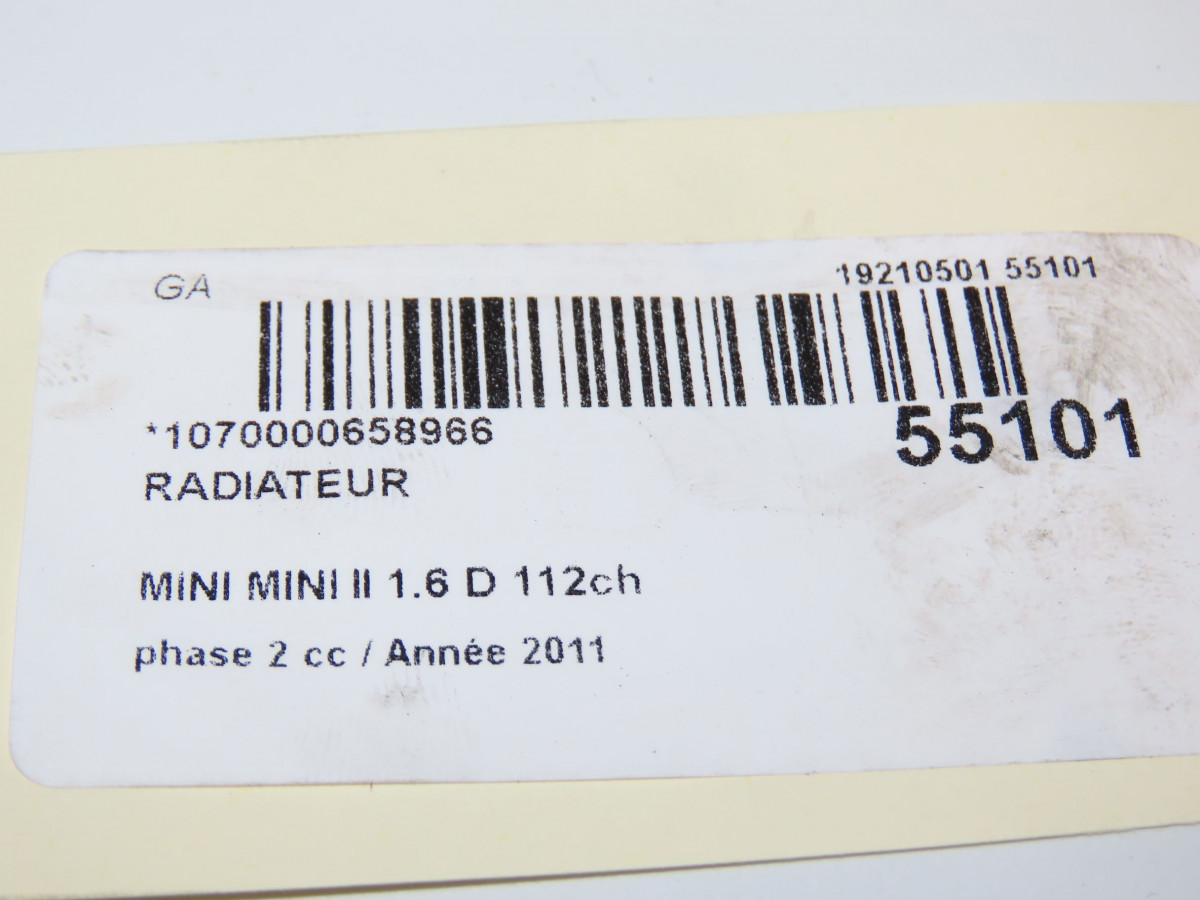 GA
19210501 55101
*1070000658966
55101
RADIATEUR
MINI MINI II 1.6 D 112ch
phase 2 cc / Année 2011